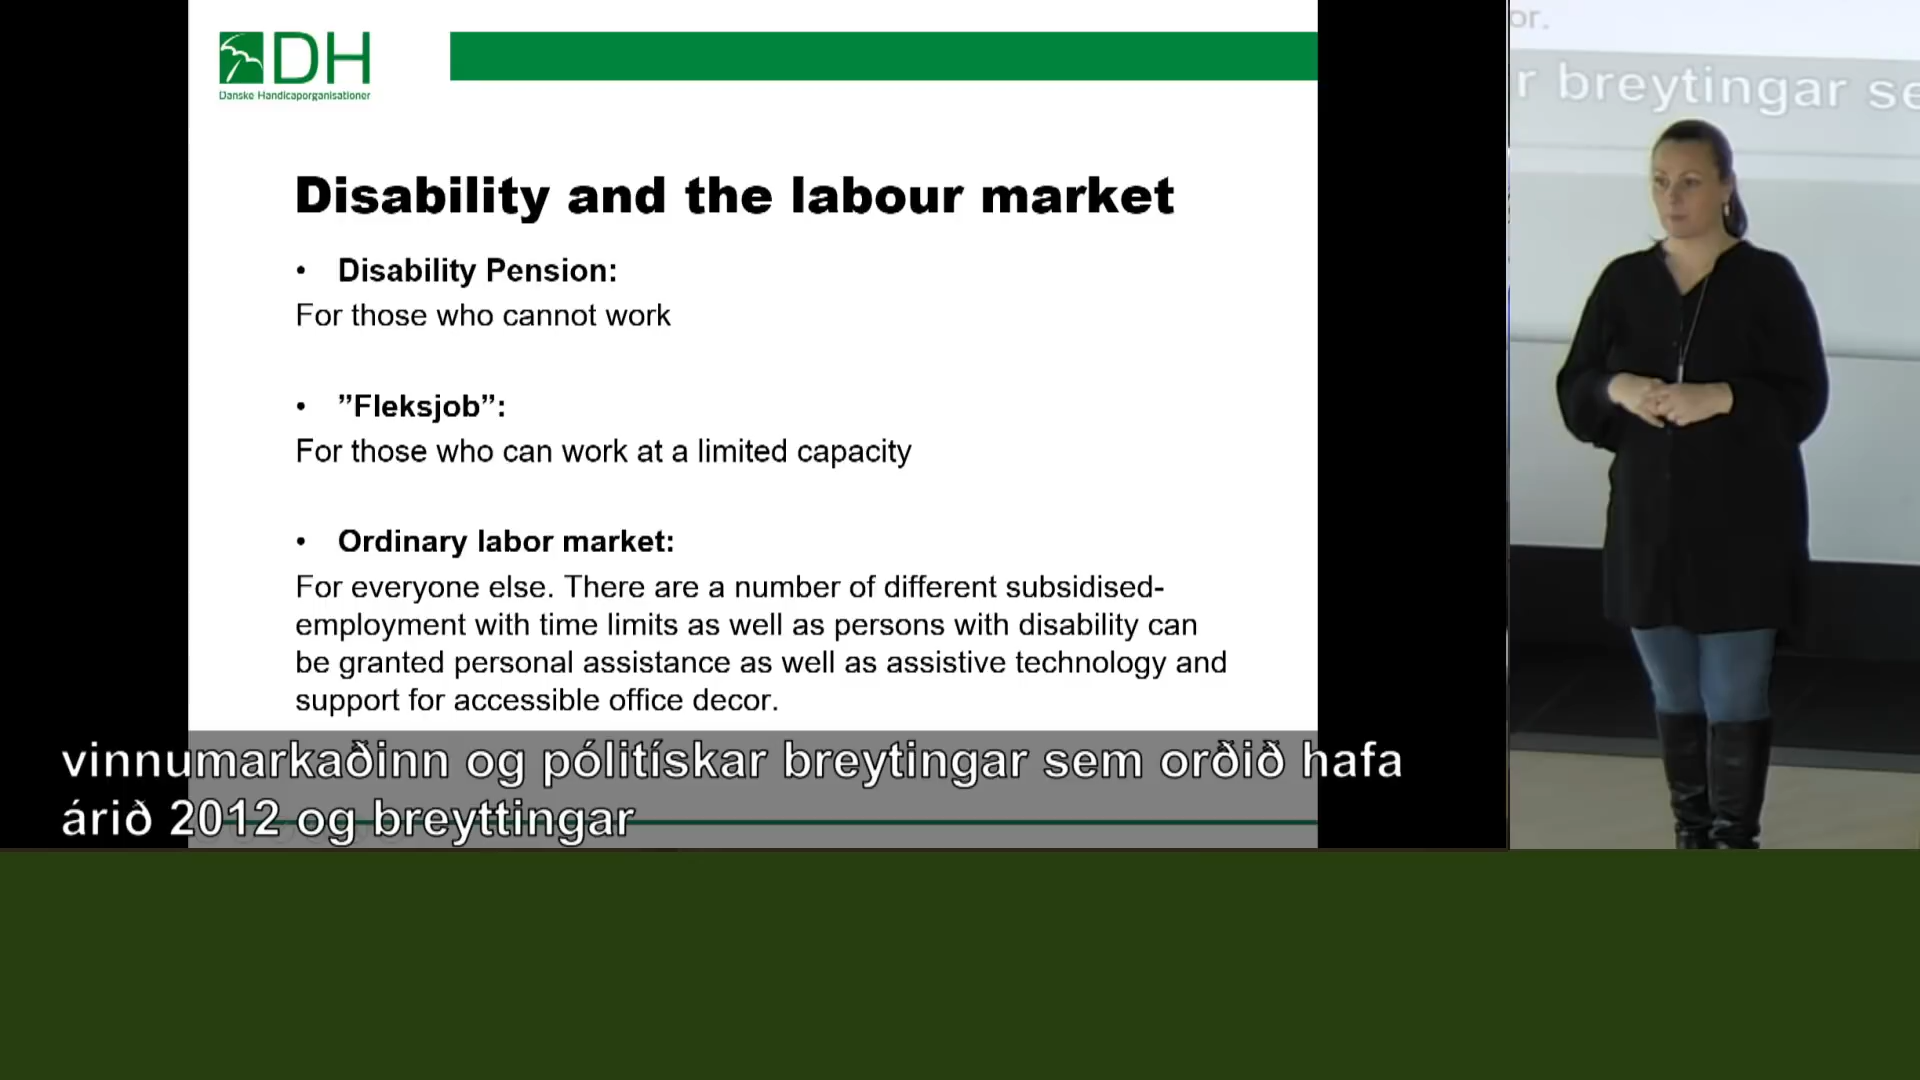 DH
Danske Handicaporganisationer
Disability and the labour market
• Disability Pension:
For those who cannot work
• ”Fleksjob”:
For those who can work at a limited capacity
• Ordinary labor market:
For everyone else. There are a number of different subsidised-
employment with time limits as well as persons with disability can
be granted personal assistance as well as assistive technology and
support for accessible office decor.
vinnumarkaðinn og pólitískar breytingar sem orðið hafa
árið 2012 og breyttingar
or.
r breytingar se